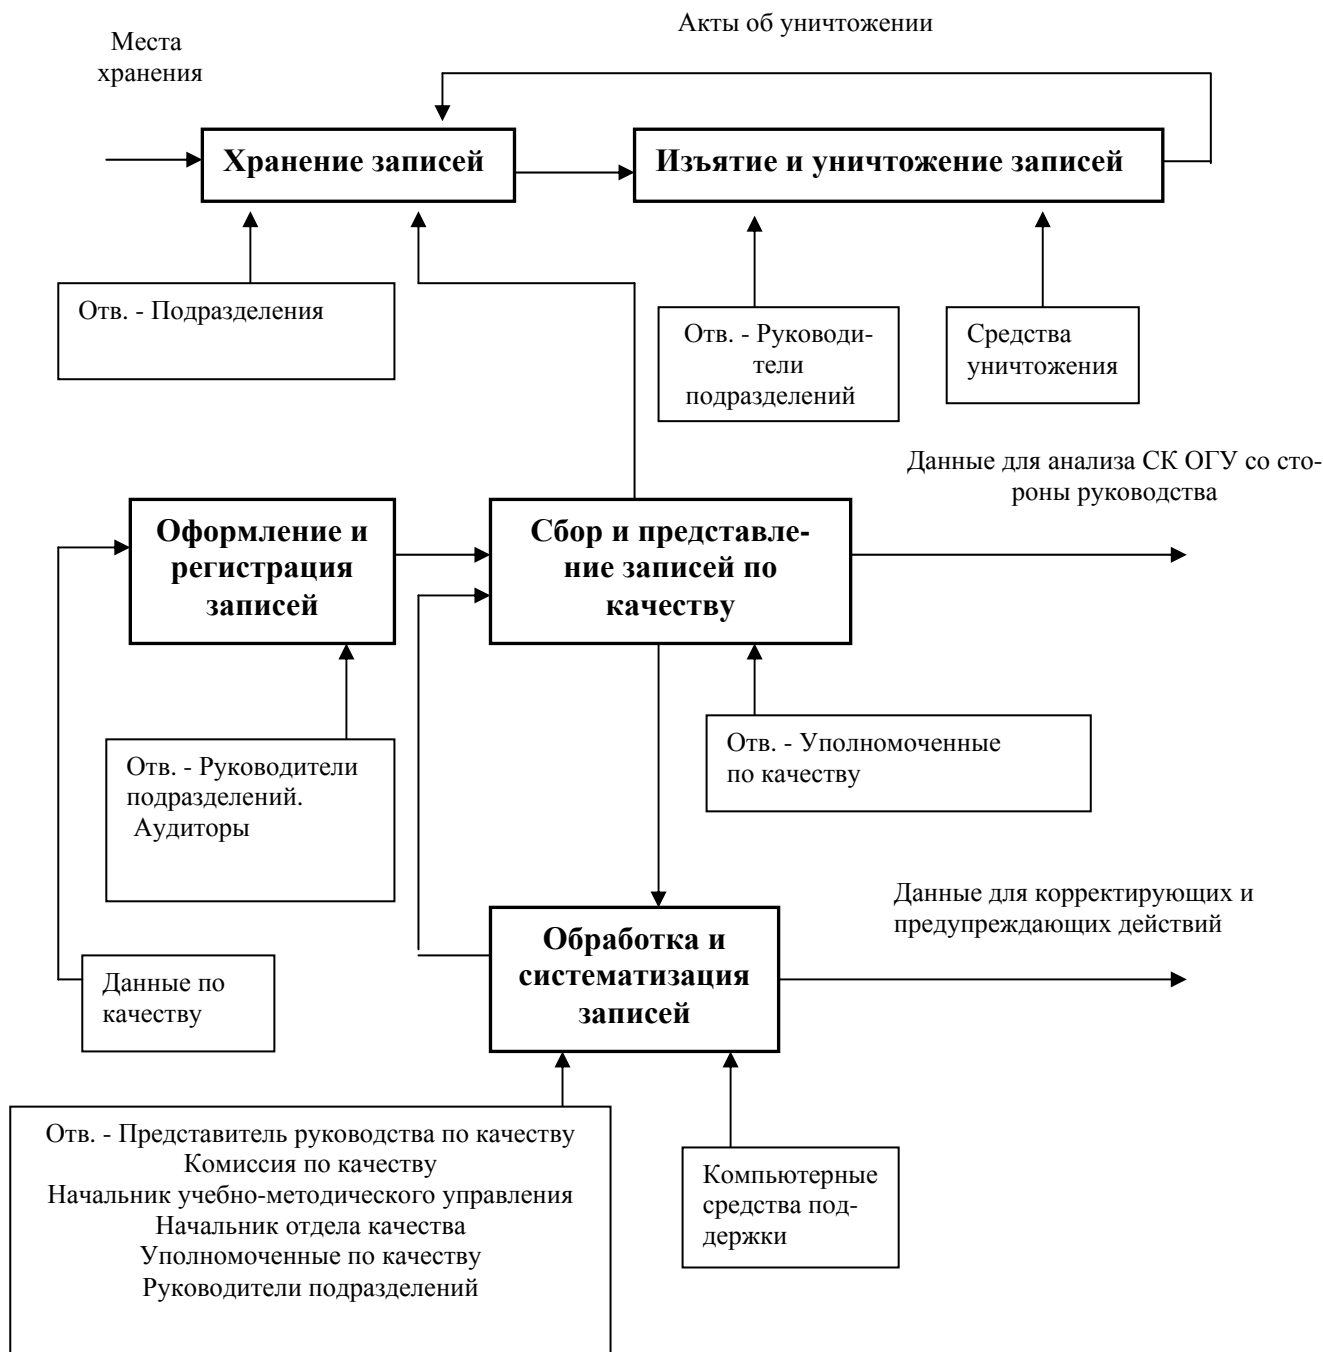 Акты об уничтожении
Места
хранения
Хранение записей
Изъятие и уничтожение записей
Отв. - Подразделения
Отв. - Руководи-
тели
подразделений
Средства
уничтожения
Данные для анализа СК ОГУ со сто-
роны руководства
Оформление и
регистрация
записей
Сбор и представле-
ние записей по
качеству
Отв. - Руководители
подразделений.
Аудиторы
Отв. - Уполномоченные
по качеству
Данные для корректирующих и
предупреждающих действий
Обработка и
систематизация
записей
Данные по
качеству
Отв. - Представитель руководства по качеству
Комиссия по качеству
Начальник учебно-методического управления
Начальник отдела качества
Уполномоченные по качеству
Руководители подразделений
Компьютерные
средства под-
держки